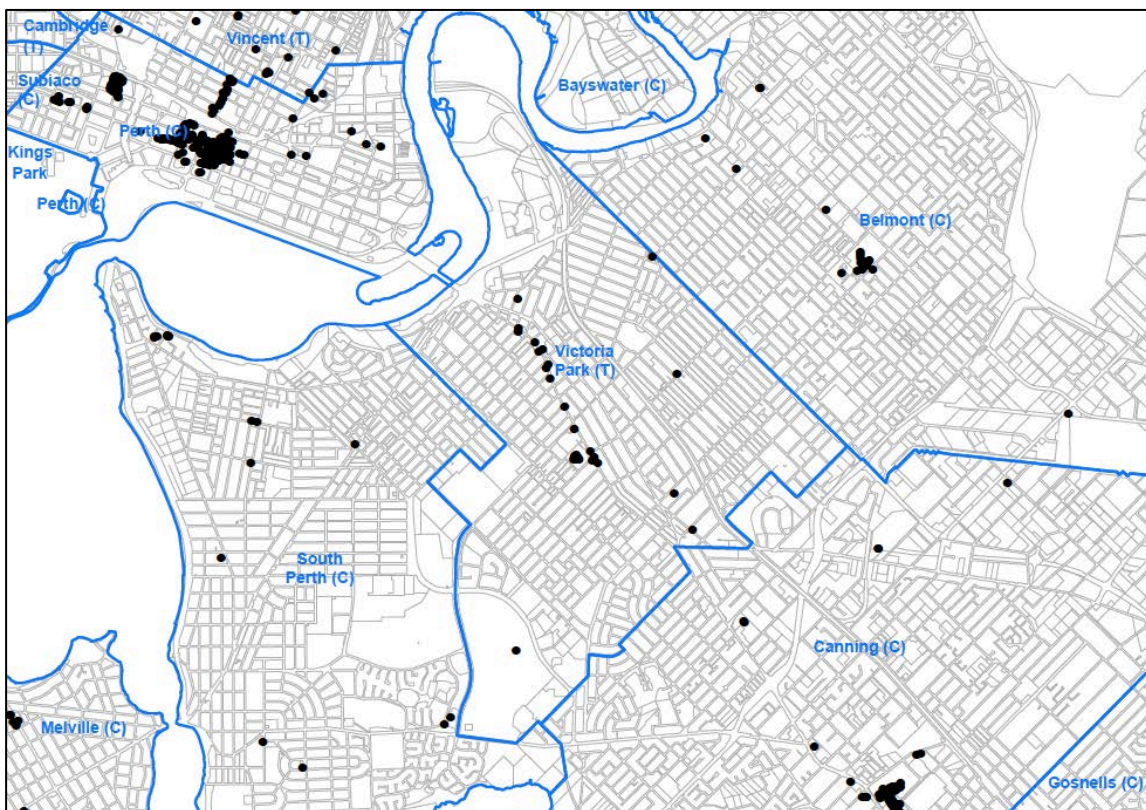 Cambridge
(T)
Vincent (T)
Subiaco
(C)
Bayswater (C)
Perth (C)
Kings
Park
Perth (C)
Belmont (C)
Victoria
Park (T)
South
Perth (C)
Canning (C)
Melville (C)
Gosnells (C)